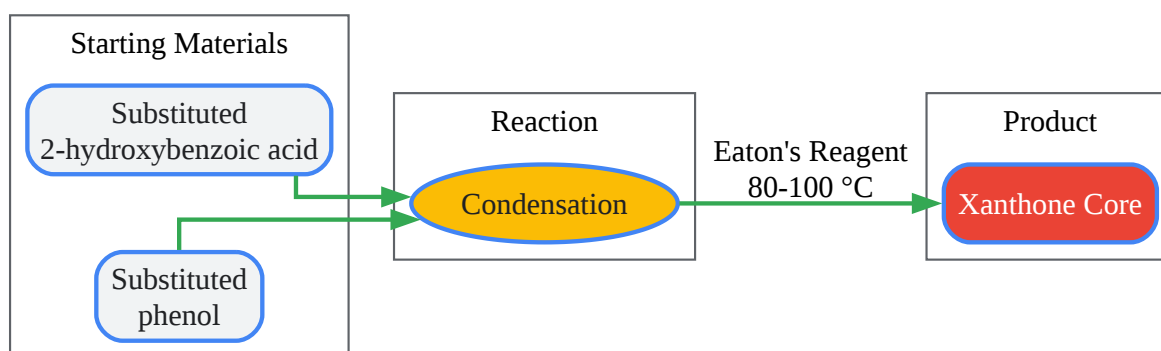 Starting Materials
Substituted
2-hydroxybenzoic acid
Substituted
phenol
Reaction
Condensation
Eaton's Reagent
80-100 °C
Product
Xanthone Core